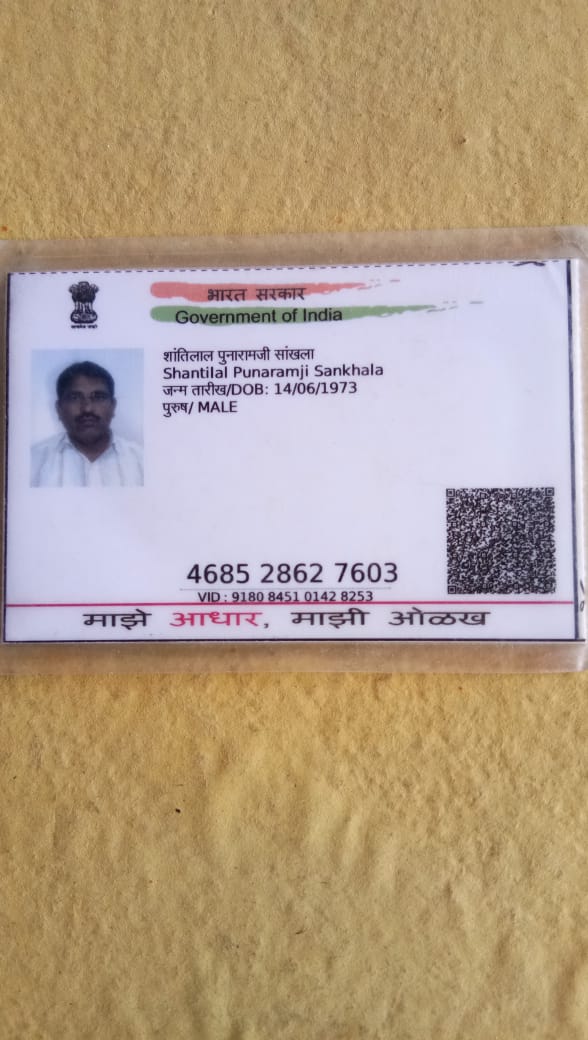 भारत सरकार
Government of India
शांतिलाल पुनारामजी सांखला
Shantilal Punaramji Sankhala
जन्म तारीख/DOB: 14/06/1973
पुरुष/ MALE
4685 2862 7603
VID : 9180 8451 0142 8253
माझे आधार, माझी ओळख